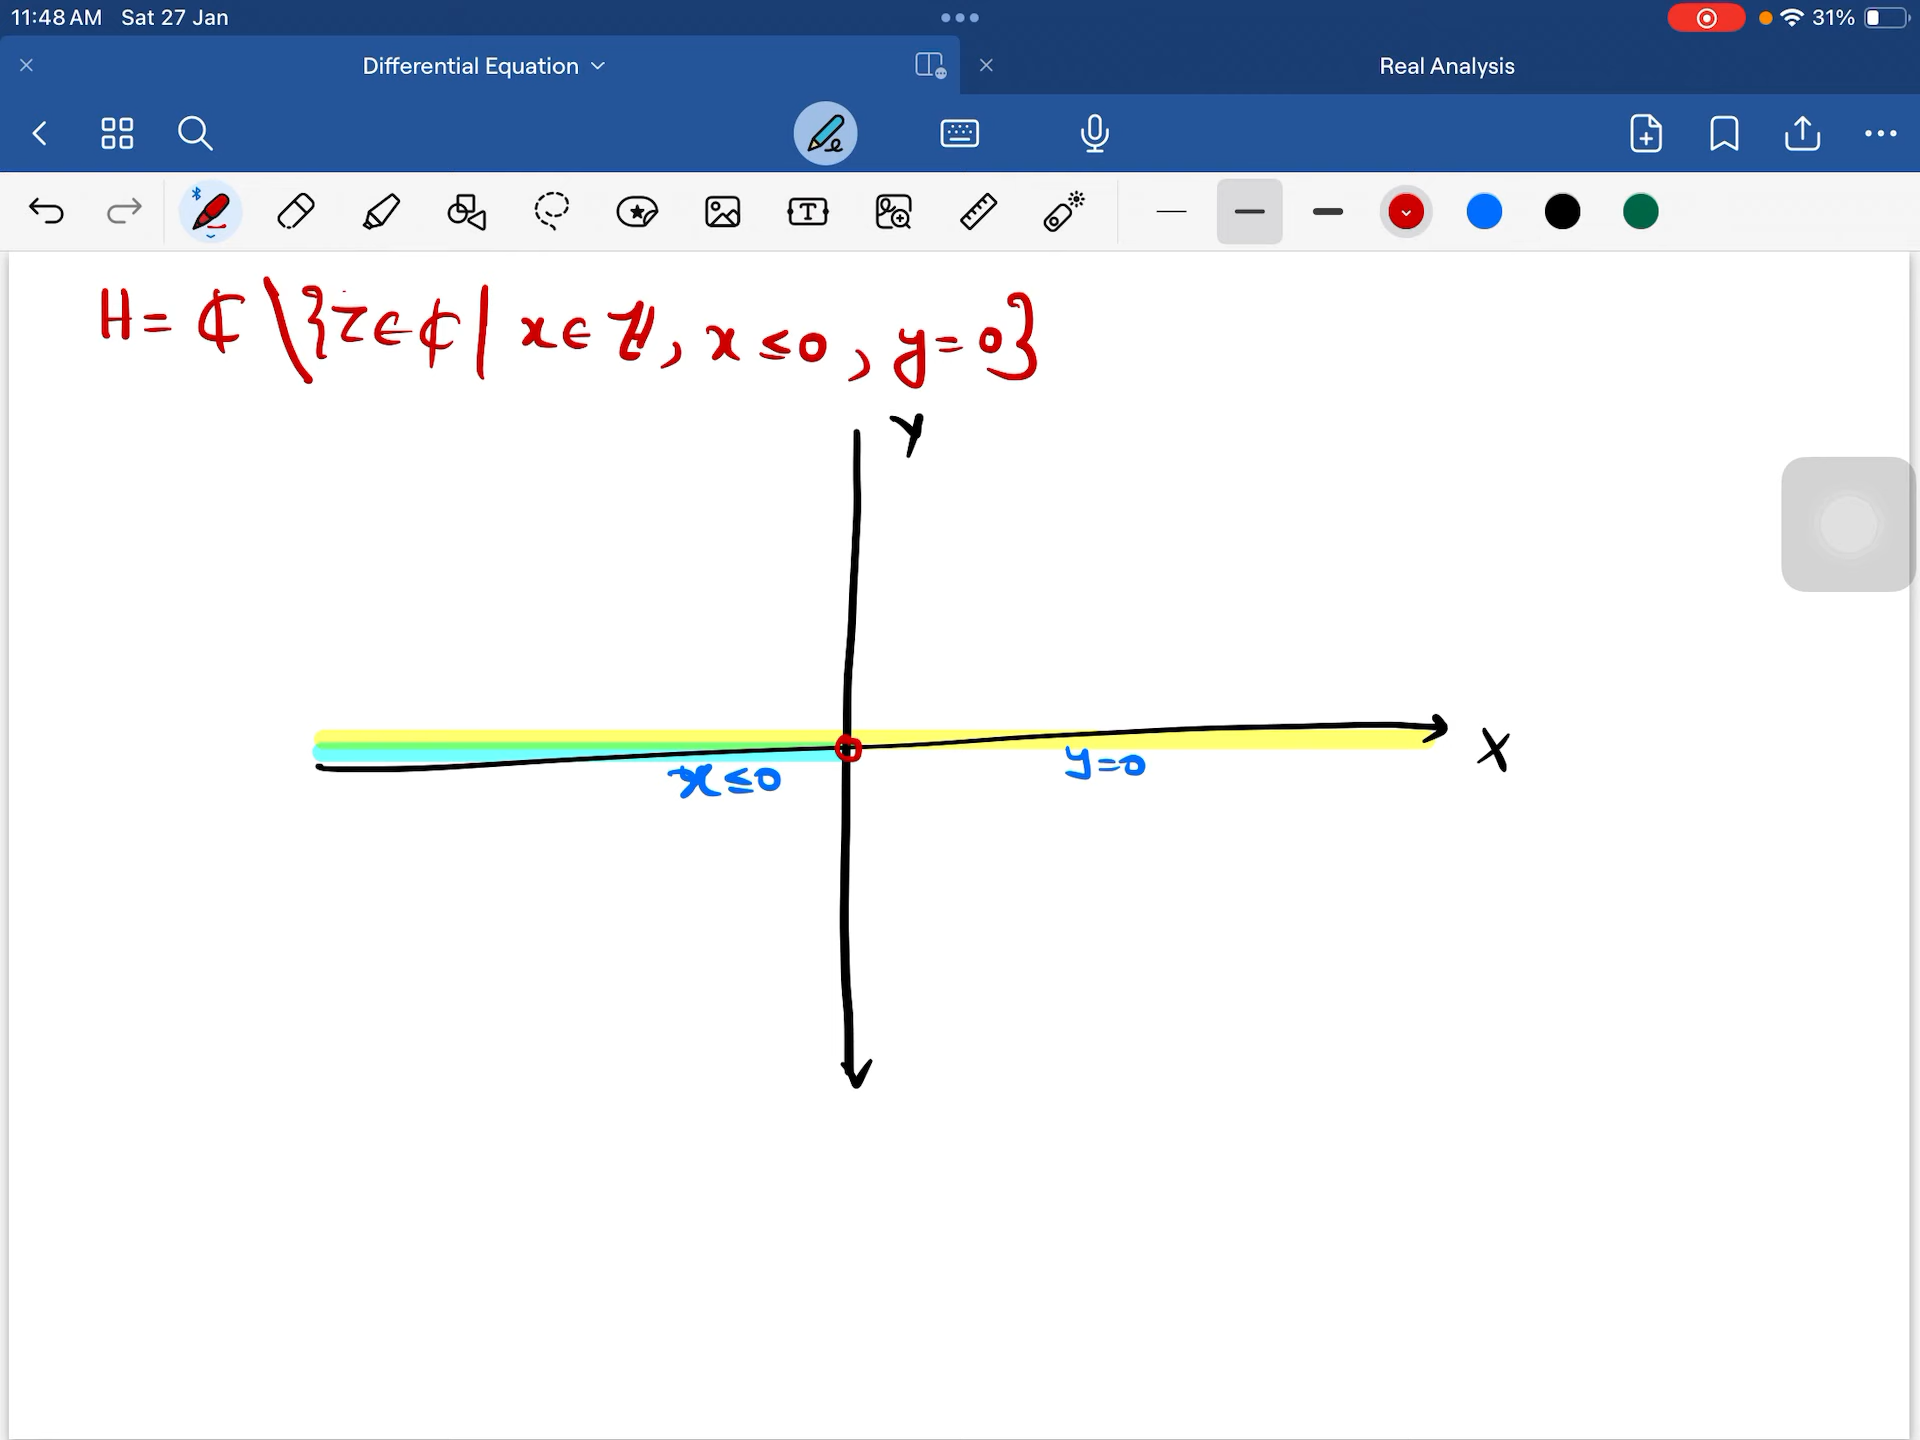 11:48 AM Sat 27 Jan
31%
Differential Equation
Real Analysis
T
H = ℂ \ {z ∈ ℂ | x ∈ ℤ, x ≤ 0, y = 0}
Y
x ≤ 0
y = 0
X